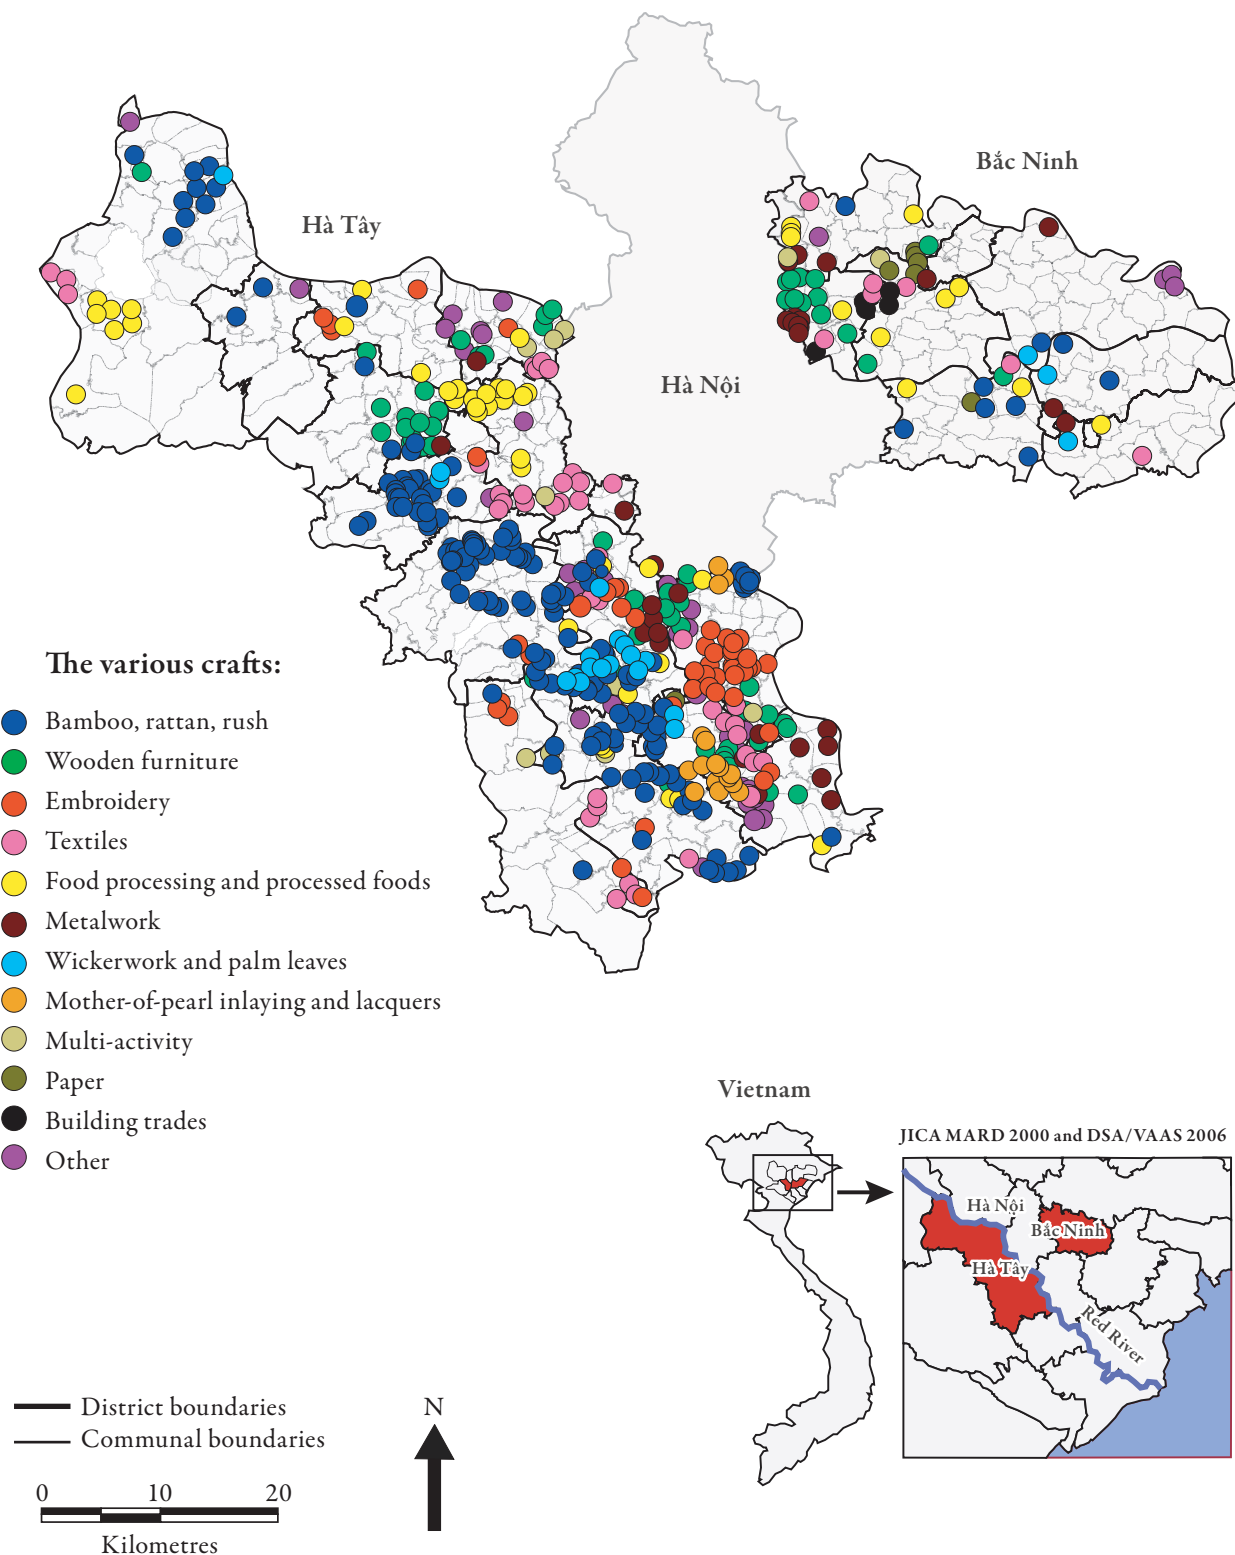 Bắc Ninh
Hà Tây
Hà Nội
The various crafts:
Bamboo, rattan, rush
Wooden furniture
Embroidery
Textiles
Food processing and processed foods
Metalwork
Wickerwork and palm leaves
Mother-of-pearl inlaying and lacquers
Multi-activity
Paper
Building trades
Other
Vietnam
JICA MARD 2000 and DSA/VAAS 2006
Hà Nội
Bắc Ninh
Hà Tây
Red River
District boundaries
Communal boundaries
N
0 10 20
Kilometres